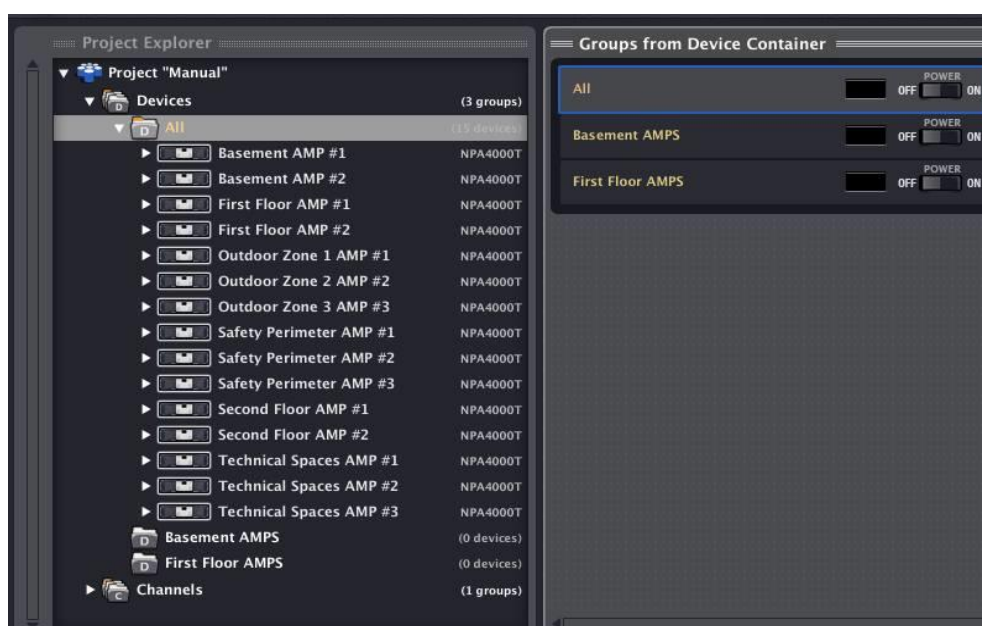 Project Explorer
Project "Manual"
Devices (3 groups)
All (15 devices)
Basement AMP #1 NPA4000T
Basement AMP #2 NPA4000T
First Floor AMP #1 NPA4000T
First Floor AMP #2 NPA4000T
Outdoor Zone 1 AMP #1 NPA4000T
Outdoor Zone 2 AMP #2 NPA4000T
Outdoor Zone 3 AMP #3 NPA4000T
Safety Perimeter AMP #1 NPA4000T
Safety Perimeter AMP #2 NPA4000T
Safety Perimeter AMP #3 NPA4000T
Second Floor AMP #1 NPA4000T
Second Floor AMP #2 NPA4000T
Technical Spaces AMP #1 NPA4000T
Technical Spaces AMP #2 NPA4000T
Technical Spaces AMP #3 NPA4000T
D Basement AMPS (0 devices)
D First Floor AMPS (0 devices)
C Channels (1 groups)
Groups from Device Container
POWER
All OFF ON
POWER
Basement AMPS OFF ON
POWER
First Floor AMPS OFF ON